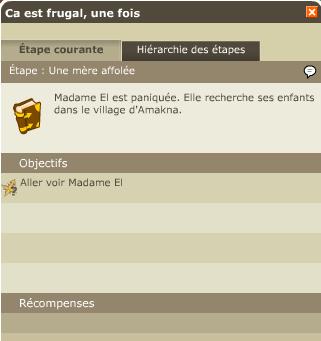 Ca est frugal, une fois
Étape courante
Hiérarchie des étapes
Étape : Une mère affolée
Madame El est paniquée. Elle recherche ses enfants
dans le village d'Amakna.
Objectifs
Aller voir Madame El
Récompenses